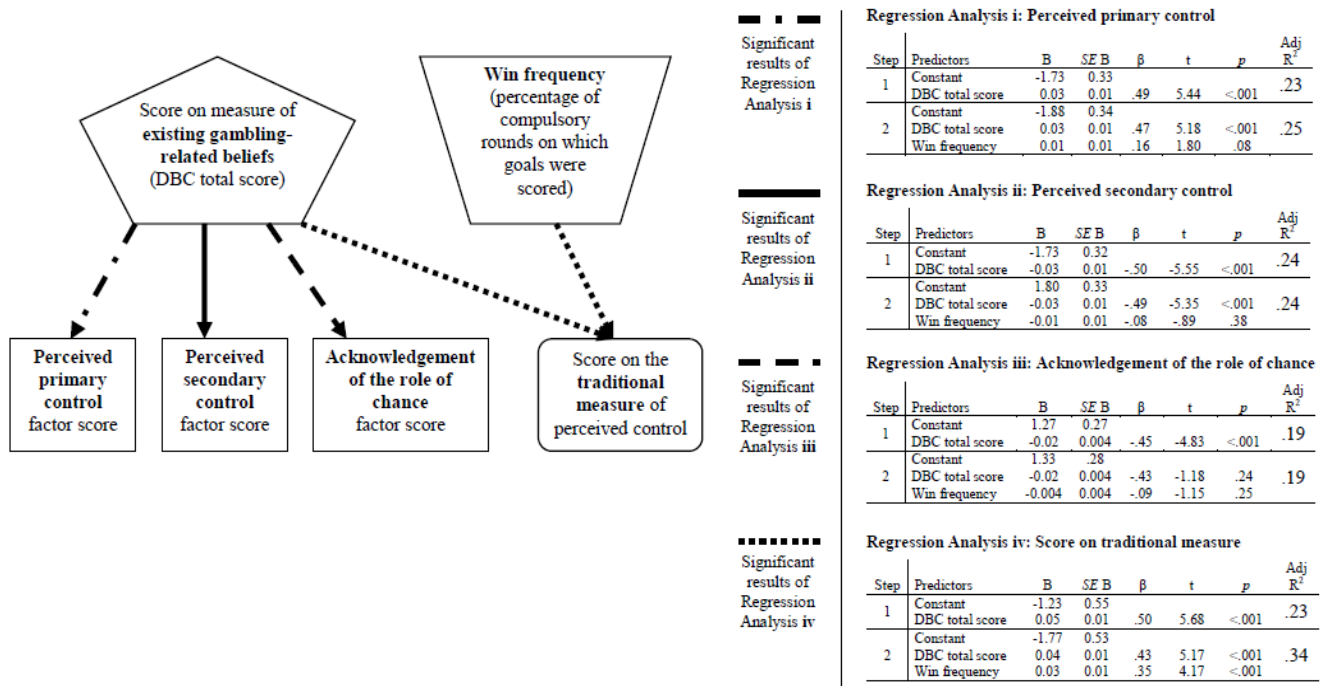 Score on measure of
existing gambling-
related beliefs
(DBC total score)
Win frequency
(percentage of
compulsory
rounds on which
goals were
scored)
Perceived
primary
control
factor score
Perceived
secondary
control
factor score
Acknowledgement
of the role of
chance
factor score
Score on the
traditional
measure of
perceived control
Significant
results of
Regression
Analysis i
Significant
results of
Regression
Analysis ii
Significant
results of
Regression
Analysis iii
Significant
results of
Regression
Analysis iv
Regression Analysis i: Perceived primary control
Step Predictors B SE B β t p Adj R²
1 Constant -1.73 0.33 .23
DBC total score 0.03 0.01 .49 5.44 <.001
2 Constant -1.88 0.34 .25
DBC total score 0.03 0.01 .47 5.18 <.001
Win frequency 0.01 0.01 .16 1.80 .08
Regression Analysis ii: Perceived secondary control
Step Predictors B SE B β t p Adj R²
1 Constant -1.73 0.32 .24
DBC total score -0.03 0.01 -.50 -5.55 <.001
2 Constant 1.80 0.33 .24
DBC total score -0.03 0.01 -.49 -5.35 <.001
Win frequency -0.01 0.01 -.08 -.89 .38
Regression Analysis iii: Acknowledgement of the role of chance
Step Predictors B SE B β t p Adj R²
1 Constant 1.27 0.27 .19
DBC total score -0.02 0.004 -.45 -4.83 <.001
2 Constant 1.33 .28 .19
DBC total score -0.02 0.004 -.43 -1.18 .24
Win frequency -0.004 0.004 -.09 -1.15 .25
Regression Analysis iv: Score on traditional measure
Step Predictors B SE B β t p Adj R²
1 Constant -1.23 0.55 .23
DBC total score 0.05 0.01 .50 5.68 <.001
2 Constant -1.77 0.53 .34
DBC total score 0.04 0.01 .43 5.17 <.001
Win frequency 0.03 0.01 .35 4.17 <.001